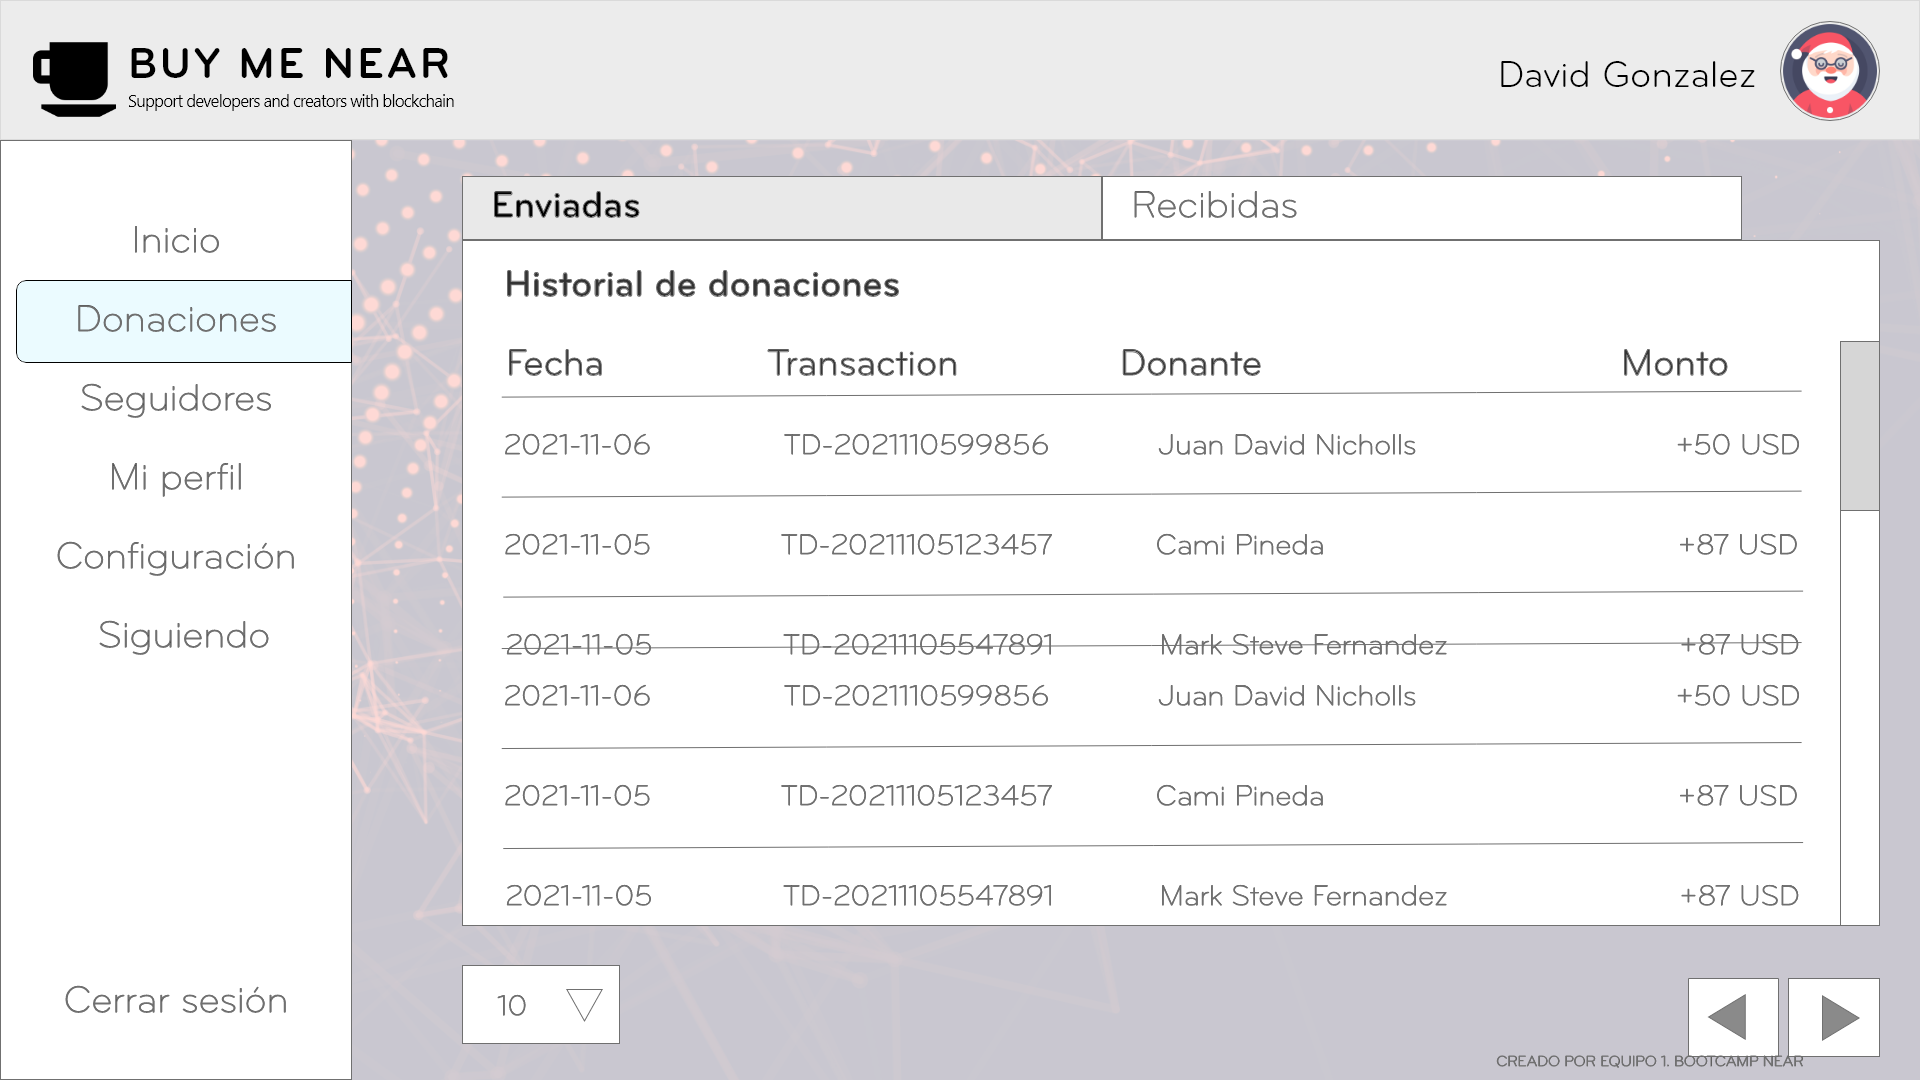 BUY ME NEAR
Support developers and creators with blockchain
David Gonzalez
Inicio
Donaciones
Seguidores
Mi perfil
Configuración
Siguiendo
Cerrar sesión
Enviadas
Recibidas
Historial de donaciones
Fecha Transaction Donante Monto
2021-11-06 TD-2021110599856 Juan David Nicholls +50 USD
2021-11-05 TD-20211105123457 Cami Pineda +87 USD
2021-11-05 TD-20211105547891 Mark Steve Fernandez +87 USD
2021-11-06 TD-2021110599856 Juan David Nicholls +50 USD
2021-11-05 TD-20211105123457 Cami Pineda +87 USD
2021-11-05 TD-20211105547891 Mark Steve Fernandez +87 USD
10
CREADO POR EQUIPO 1. BOOTCAMP NEAR